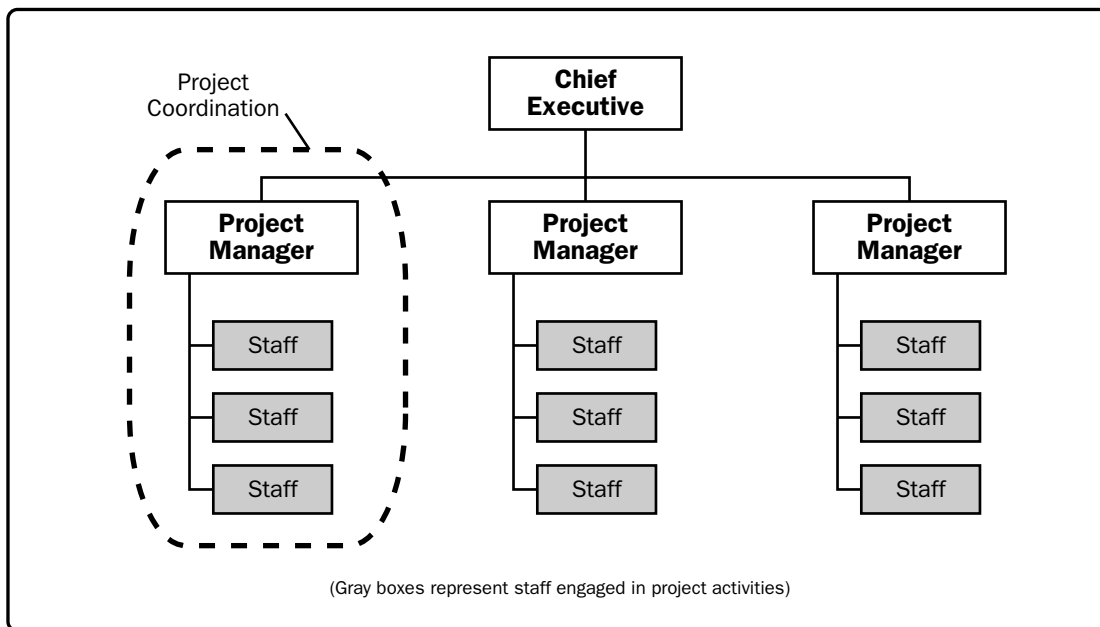 Project
Coordination
Chief
Executive
Project
Manager
Project
Manager
Project
Manager
Staff
Staff
Staff
Staff
Staff
Staff
Staff
Staff
Staff
(Gray boxes represent staff engaged in project activities)